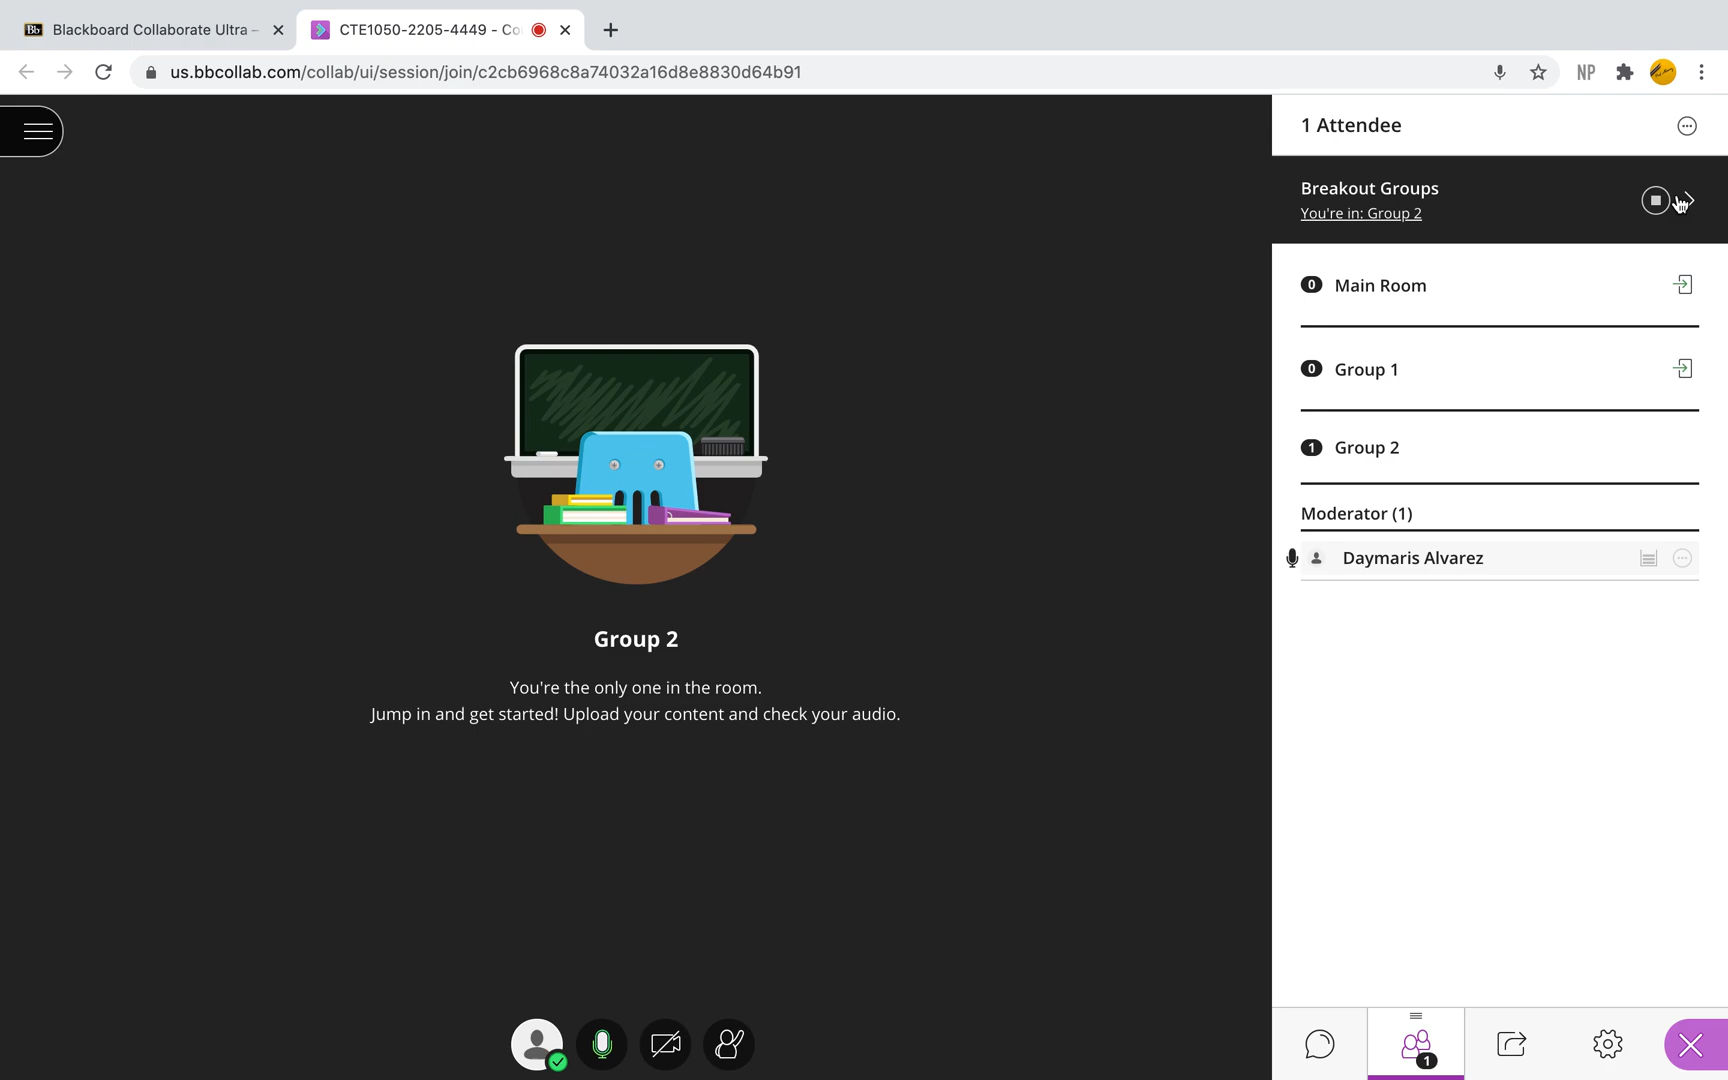 Bb Blackboard Collaborate Ultra –
CTE1050-2205-4449 - Co
us.bbcollab.com/collab/ui/session/join/c2cb6968c8a74032a16d8e8830d64b91
NP
1 Attendee
Breakout Groups
You're in: Group 2
0 Main Room
0 Group 1
1 Group 2
Moderator (1)
Daymaris Alvarez
Group 2
You're the only one in the room.
Jump in and get started! Upload your content and check your audio.
1